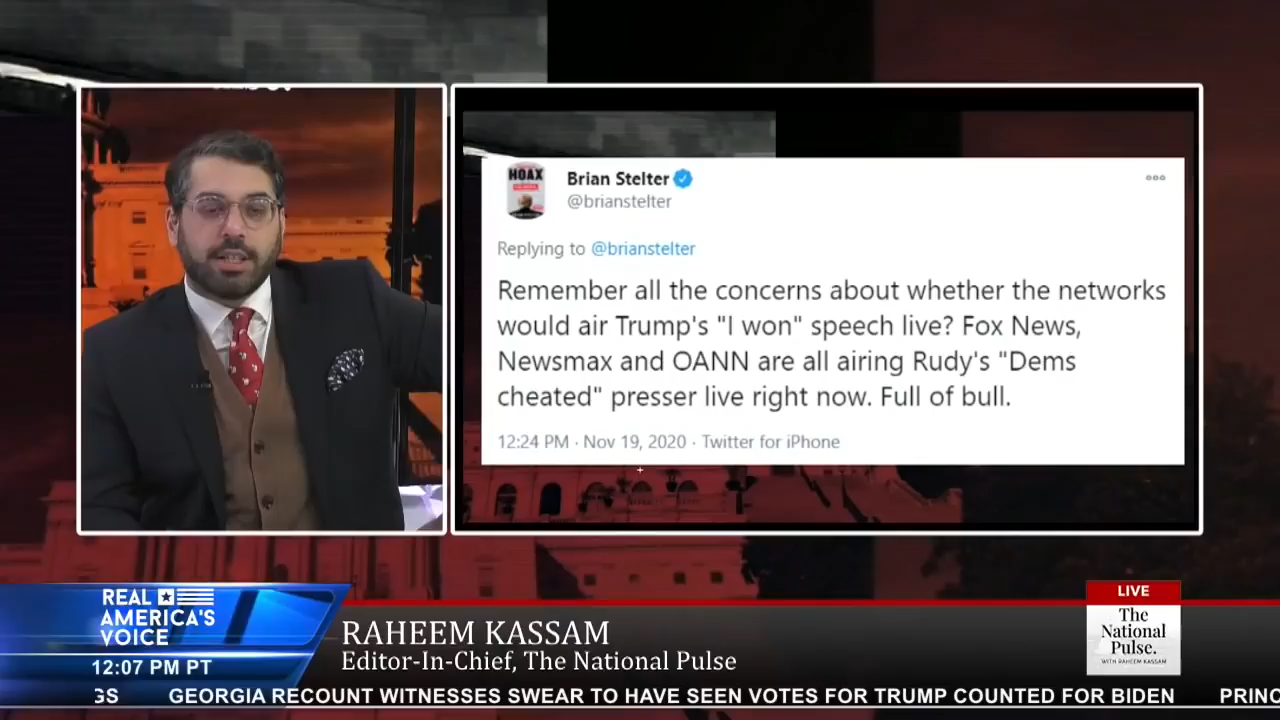 HOAX
Brian Stelter
@brianstelter
Replying to @brianstelter
Remember all the concerns about whether the networks
would air Trump's "I won" speech live? Fox News,
Newsmax and OANN are all airing Rudy's "Dems
cheated" presser live right now. Full of bull.
12:24 PM · Nov 19, 2020 · Twitter for iPhone
REAL
AMERICA'S
VOICE
12:07 PM PT
RAHEEM KASSAM
Editor-In-Chief, The National Pulse
LIVE
The
National
Pulse.
WITH RAHEEM KASSAM
GS GEORGIA RECOUNT WITNESSES SWEAR TO HAVE SEEN VOTES FOR TRUMP COUNTED FOR BIDEN PRINC